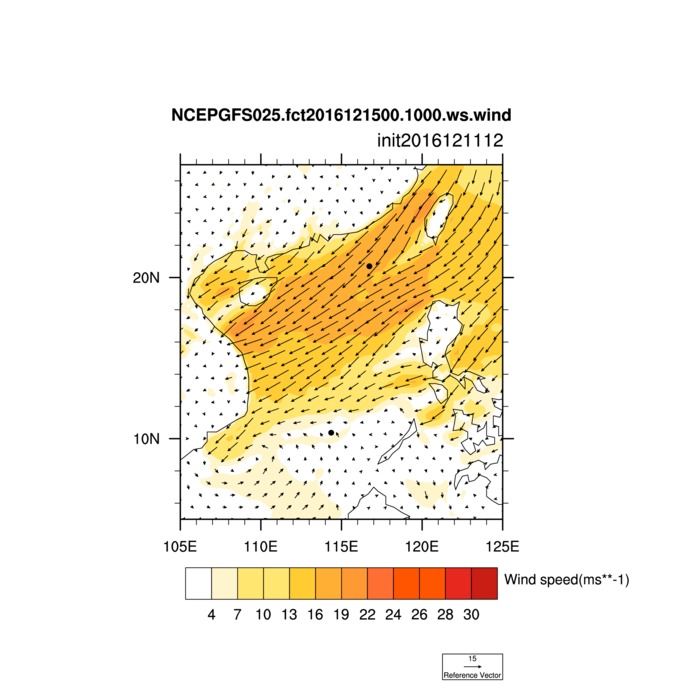 NCEPGFS025.fct2016121500.1000.ws.wind
init2016121112
20N
10N
105E 110E 115E 120E 125E
Wind speed(ms**-1)
4 7 10 13 16 19 22 24 26 28 30
15
Reference Vector